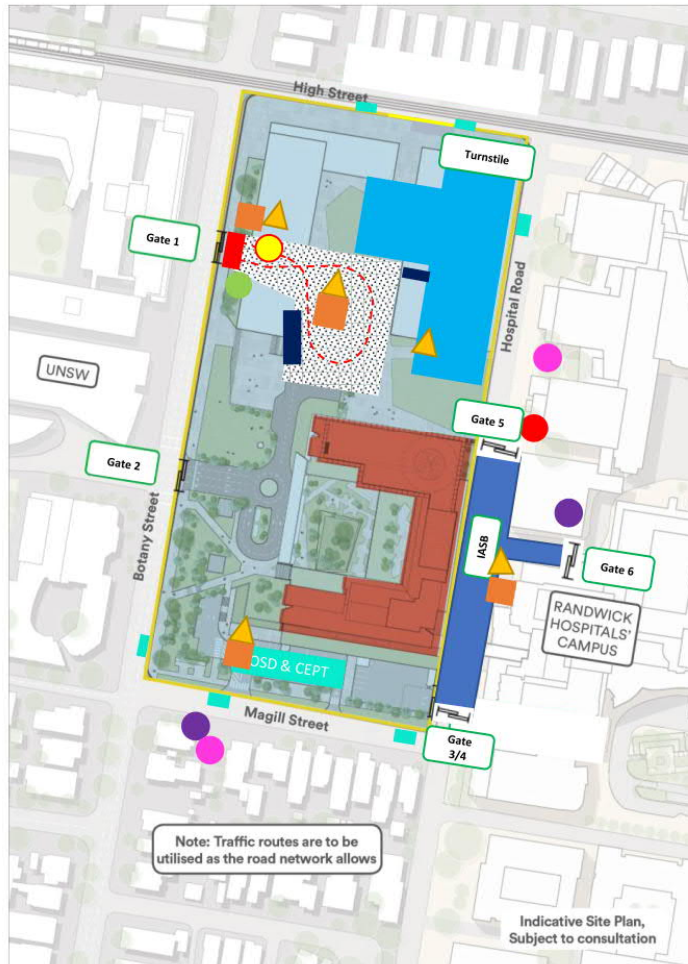 High Street
Turnstile
Gate 1
Hospital Road
UNSW
Gate 5
Gate 2
IASB
Gate 6
Botany Street
RANDWICK
HOSPITALS'
CAMPUS
OSD & CEPT
Magill Street
Gate
3/4
Note: Traffic routes are to be
utilised as the road network allows
Indicative Site Plan,
Subject to consultation